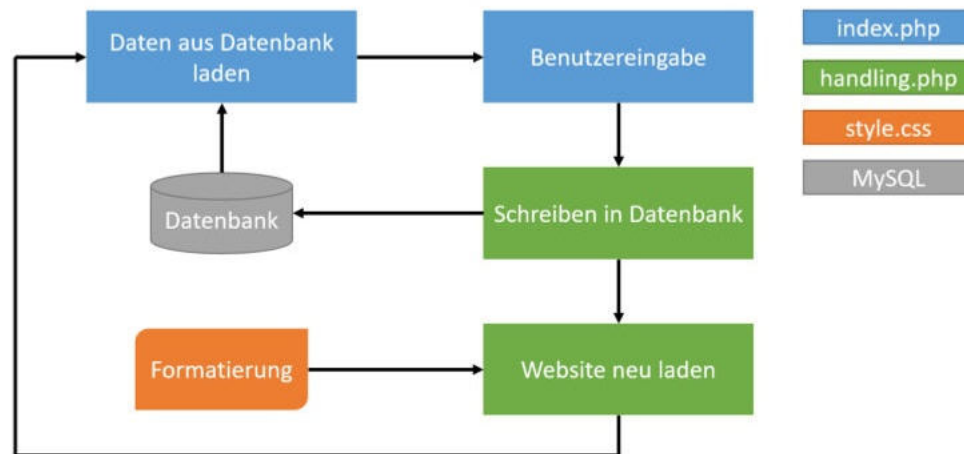 Daten aus Datenbank
laden
Benutzereingabe
index.php
handling.php
style.css
MySQL
Datenbank
Schreiben in Datenbank
Formatierung
Website neu laden